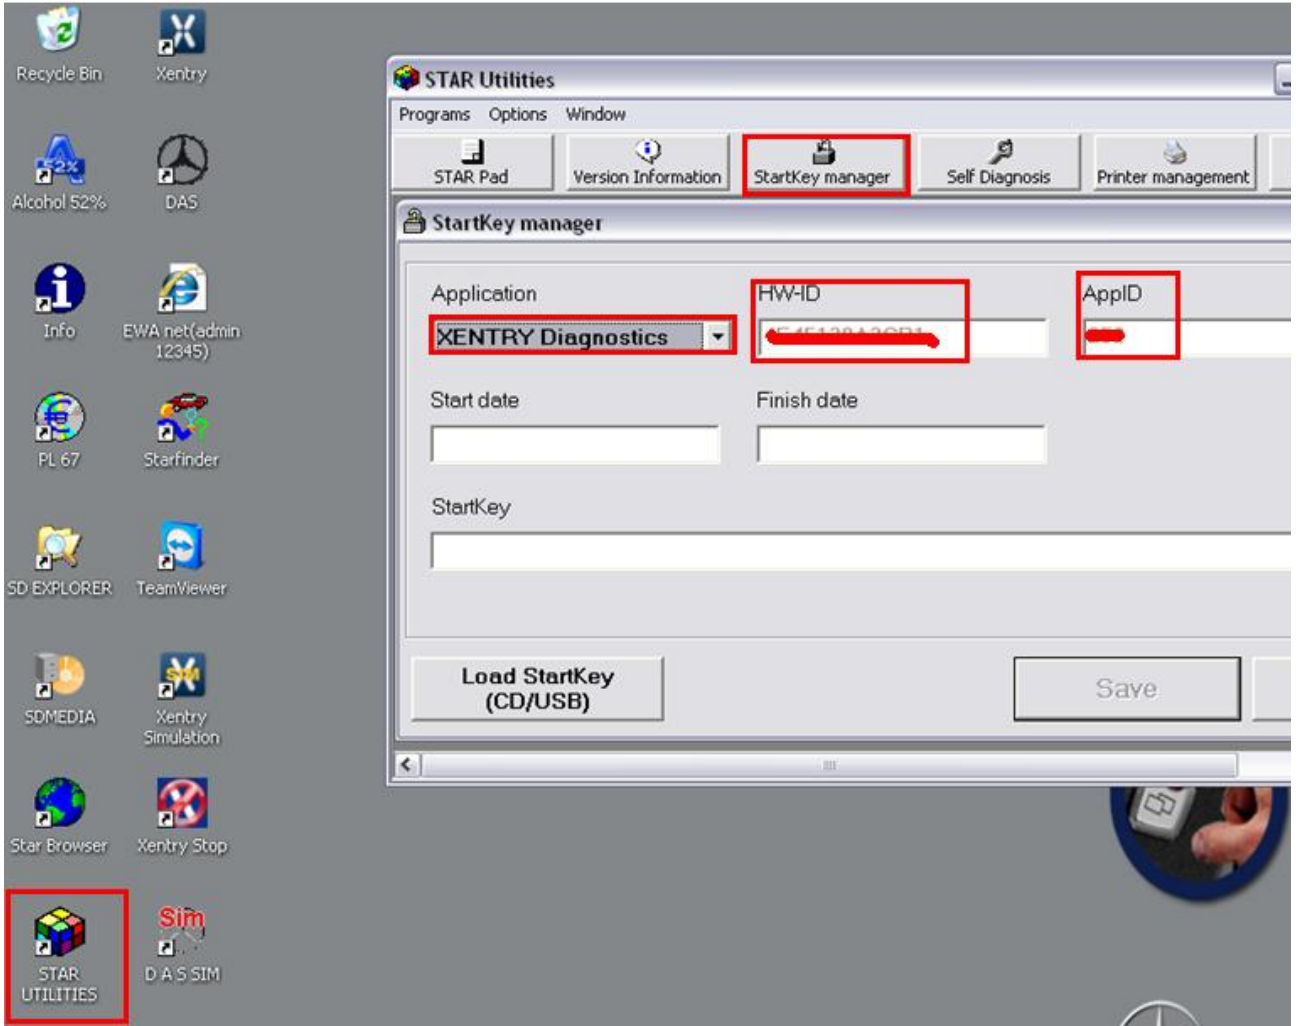 Recycle Bin
Xentry
52%
Alcohol 52%
DAS
Info
EWA net(admin
12345)
PL 67
Starfinder
SD EXPLORER
TeamViewer
SDMEDIA
SIM
Xentry
Simulation
Star Browser
Xentry Stop
STAR
UTILITIES
Sim
D A S SIM
STAR Utilities
Programs Options Window
STAR Pad
Version Information
StartKey manager
Self Diagnosis
Printer management
StartKey manager
Application
HW-ID
AppID
XENTRY Diagnostics
Start date
Finish date
StartKey
Load StartKey
(CD/USB)
Save